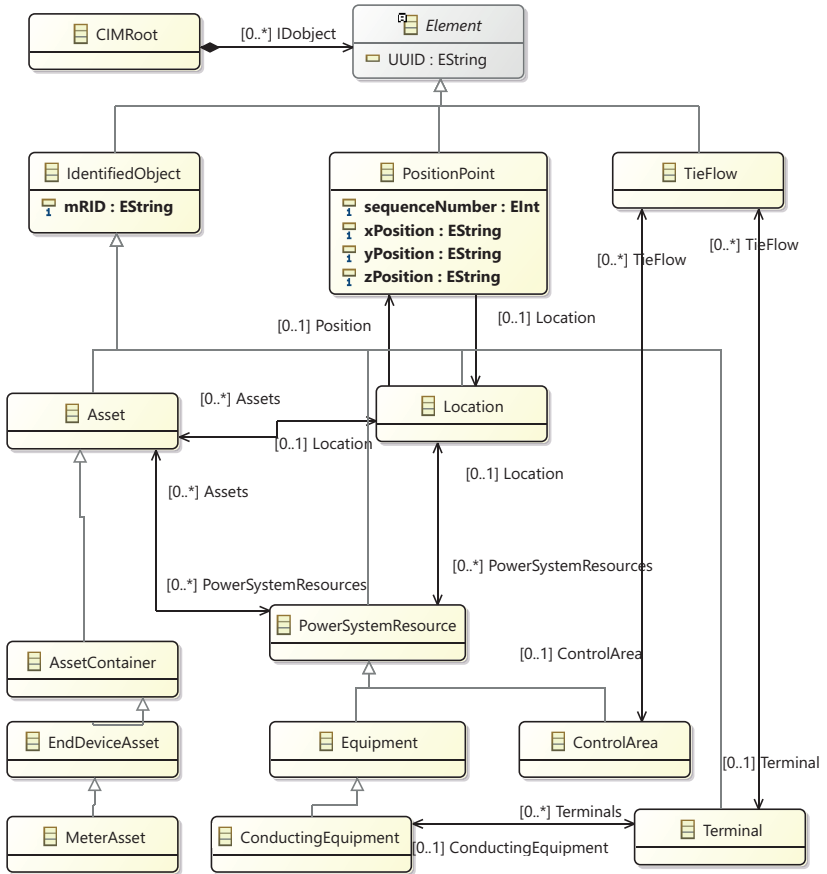 CIMRoot
[0..*] IDobject
Element
UUID : EString
IdentifiedObject
mRID : EString
PositionPoint
sequenceNumber : EInt
xPosition : EString
yPosition : EString
zPosition : EString
TieFlow
[0..*] TieFlow
[0..*] TieFlow
[0..1] Position
[0..1] Location
Asset
[0..*] Assets
[0..1] Location
Location
[0..*] Assets
[0..1] Location
[0..*] PowerSystemResources
[0..*] PowerSystemResources
PowerSystemResource
AssetContainer
[0..1] ControlArea
EndDeviceAsset
Equipment
ControlArea
[0..1] Terminal
MeterAsset
ConductingEquipment
[0..*] Terminals
[0..1] ConductingEquipment
Terminal